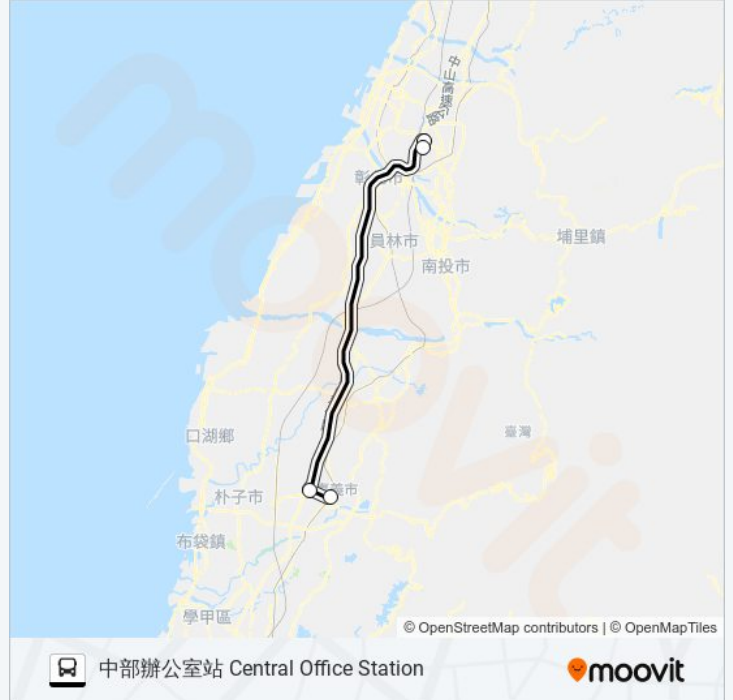 中山高速公路
彰化市
員林市
埔里鎮
南投市
口湖鄉
臺灣
朴子市
嘉義市
布袋鎮
學甲區
© OpenStreetMap contributors | © OpenMapTiles
中部辦公室站 Central Office Station
moovit
moovit